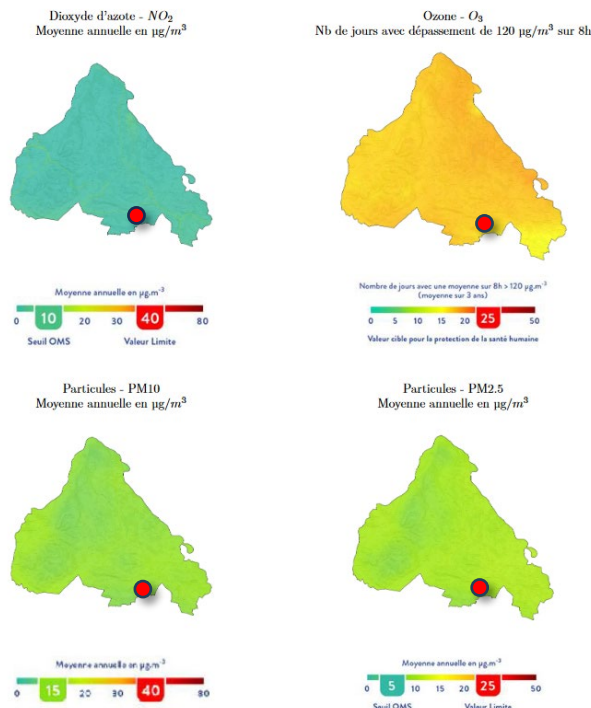 Dioxyde d'azote - NO₂
Moyenne annuelle en µg/m³
Ozone - O₃
Nb de jours avec dépassement de 120 µg/m³ sur 8h
Moyenne annuelle en µg.m⁻³
0 10 20 30 40 80
Seuil OMS Valeur Limite
Nombre de jours avec une moyenne sur 8h > 120 µg.m⁻³
(moyenne sur 3 ans)
0 5 10 15 20 25 50
Valeur cible pour la protection de la santé humaine
Particules - PM10
Moyenne annuelle en µg/m³
Particules - PM2.5
Moyenne annuelle en µg/m³
Moyenne annuelle en µg.m⁻³
0 15 20 30 40 80
Moyenne annuelle en µg.m⁻³
0 5 10 15 20 25 50
Seuil OMS Valeur Limite